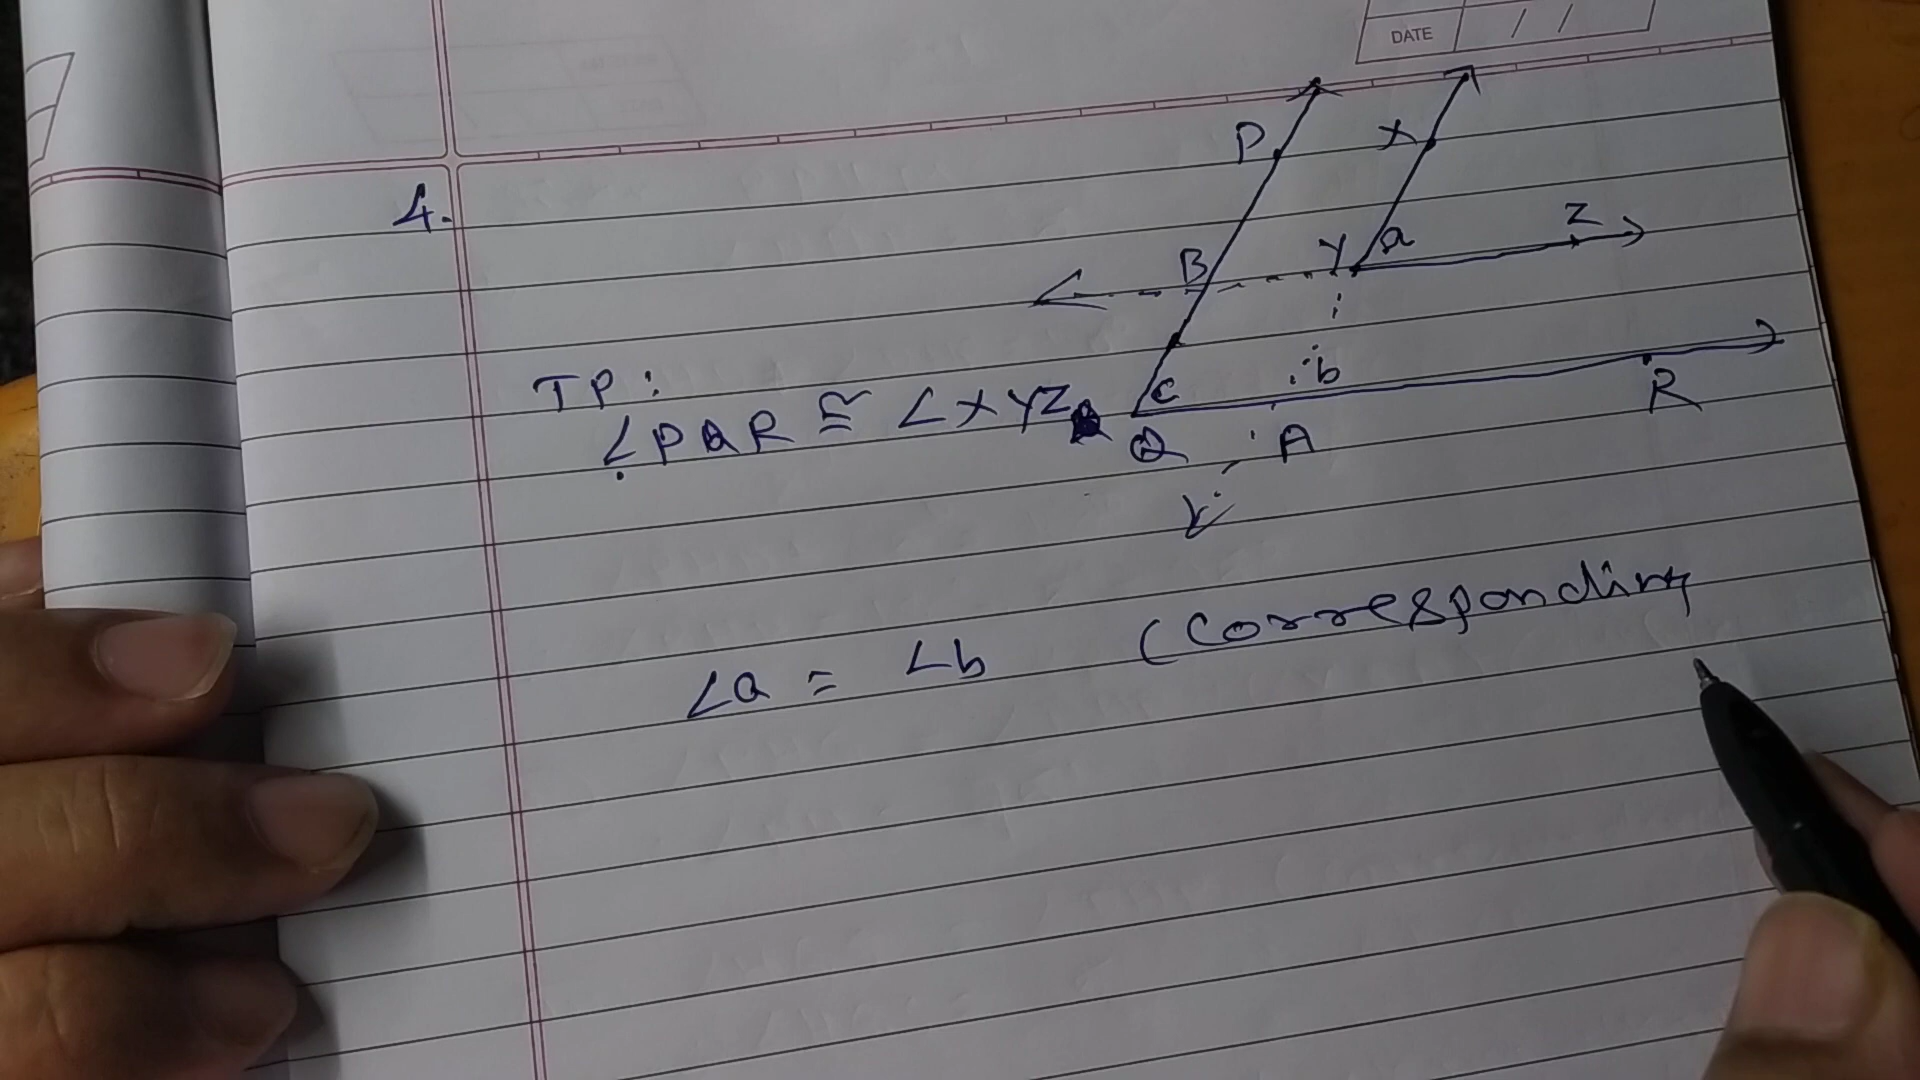 DATE / /
P X
4.
B Y a Z
TP:
c b R
∠PQR ≅ ∠XYZ
Q A
∠a = ∠b (Corresponding